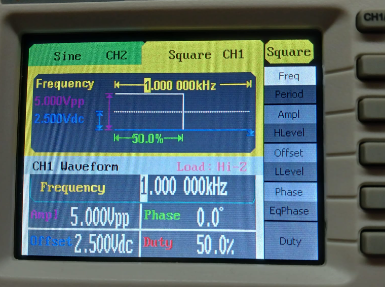 CH1
Sine CH2 Square CH1 Square
Frequency 1.000 000kHz
5.000Vpp
2.500Vdc
50.0%
Freq
Period
Ampl
HLevel
Offset
LLevel
Phase
EqPhase
Duty
CH1 Waveform Load:Hi-Z
Frequency 1.000 000kHz
Ampl 5.000Vpp Phase 0.0°
Offset 2.500Vdc Duty 50.0%